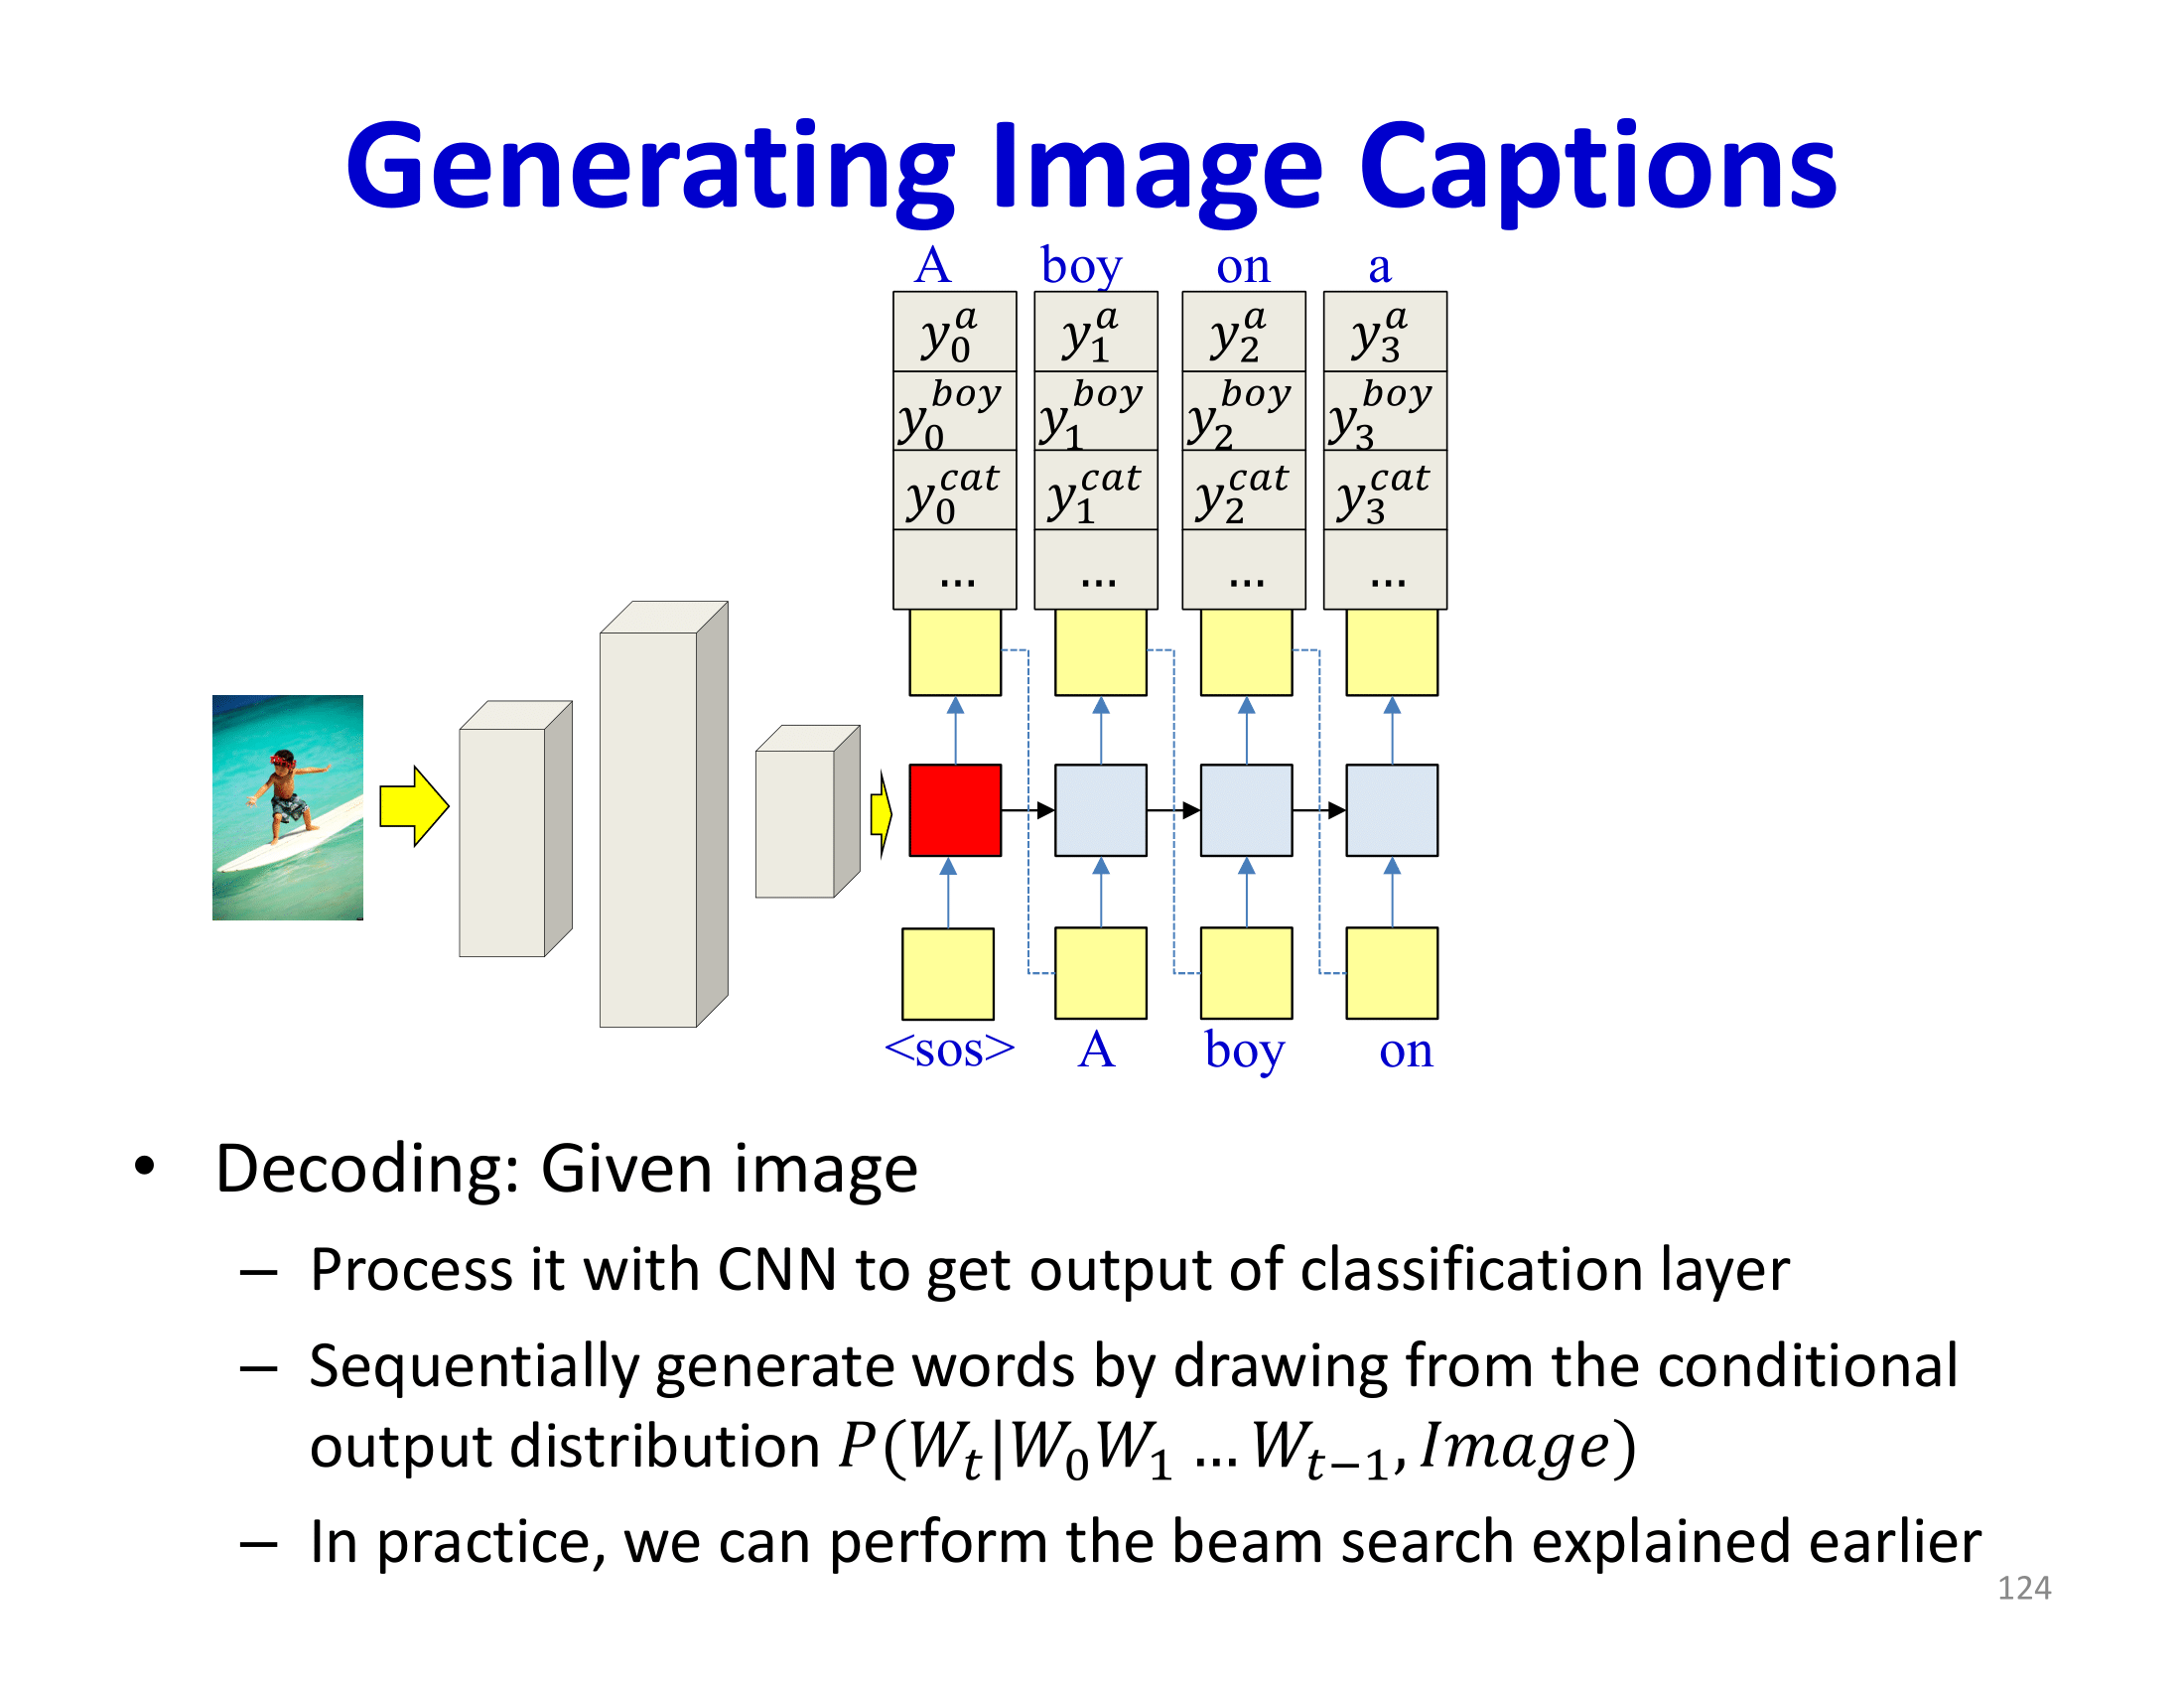 Generating Image Captions
A boy on a
y_0^a y_1^a y_2^a y_3^a
y_0^boy y_1^boy y_2^boy y_3^boy
y_0^cat y_1^cat y_2^cat y_3^cat
... ... ... ...
<sos> A boy on
• Decoding: Given image
– Process it with CNN to get output of classification layer
– Sequentially generate words by drawing from the conditional
output distribution P(W_t|W_0W_1 ... W_{t−1}, Image)
– In practice, we can perform the beam search explained earlier
124